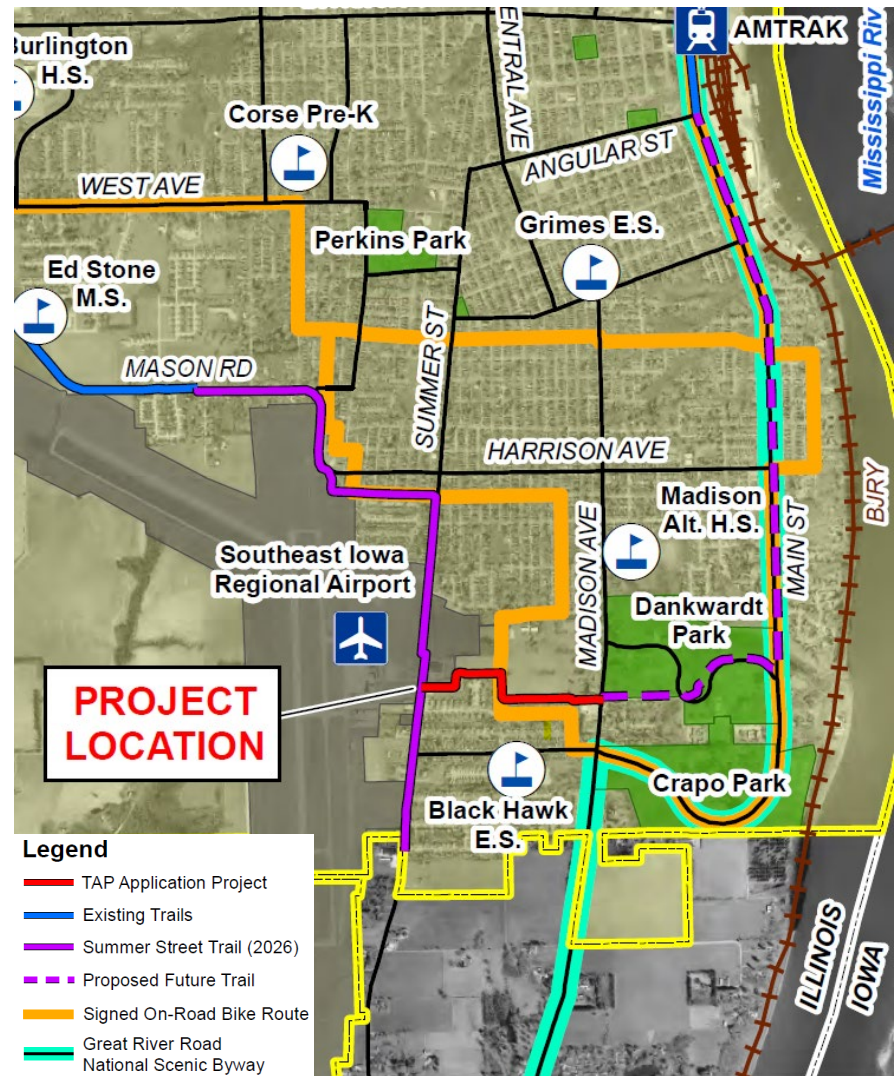 AMTRAK
Mississippi Riv
Burlington
H.S.
ENTRAL AVE
Corse Pre-K
ANGULAR ST
WEST AVE
Grimes E.S.
Perkins Park
Ed Stone
M.S.
MASON RD
SUMMER ST
HARRISON AVE
Madison
Alt. H.S.
MAIN ST
BJRY
Southeast Iowa
Regional Airport
MADISON AVE
Dankwardt
Park
PROJECT
LOCATION
Crapo Park
Black Hawk
E.S.
ILLINOIS
IOWA
Legend
TAP Application Project
Existing Trails
Summer Street Trail (2026)
Proposed Future Trail
Signed On-Road Bike Route
Great River Road
National Scenic Byway